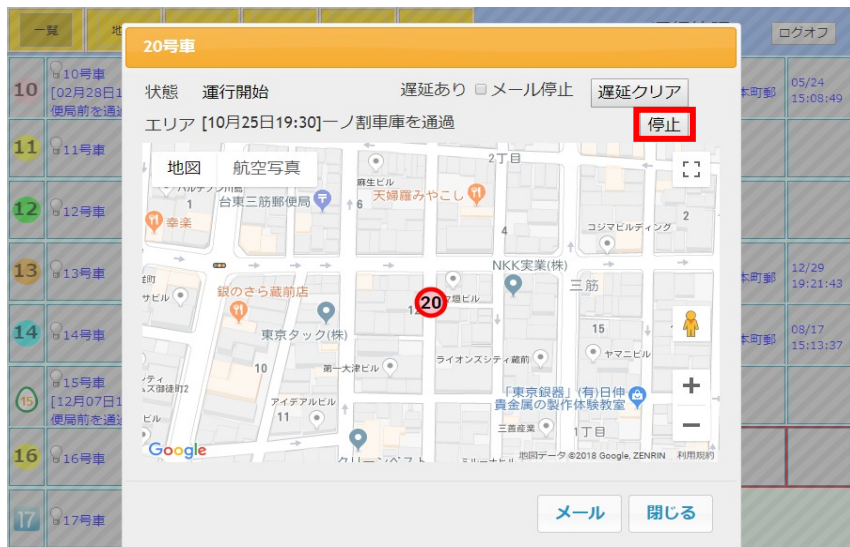 一覧
ログオフ
20号車
状態 運行開始 遅延あり メール停止 遅延クリア
エリア [10月25日19:30]一ノ割車庫を通過 停止
10
10号車
[02月28日1
便局前を通過
本町郵
05/24
15:08:49
11
11号車
12
12号車
13
13号車
本町郵
12/29
19:21:43
14
14号車
本町郵
08/17
15:13:37
15
15号車
[12月07日1
便局前を通過
16
16号車
17
17号車
地図 航空写真
2丁目
麻生ビル
天婦羅みやこし
台東三筋郵便局
1
6
幸楽
4
コジマビルディング
2
NKK実業(株)
三筋
銀のさら蔵前店
サビル
20
東京タック(株)
15
ヤマニビル
ライオンズシティ蔵前
10
第一大津ビル
アイデアルビル
11
「東京銀器」(有)日伸
貴金属の製作体験教室
三善産業
1丁目
ビル
Google
地図データ ©2018 Google, ZENRIN 利用規約
メール 閉じる